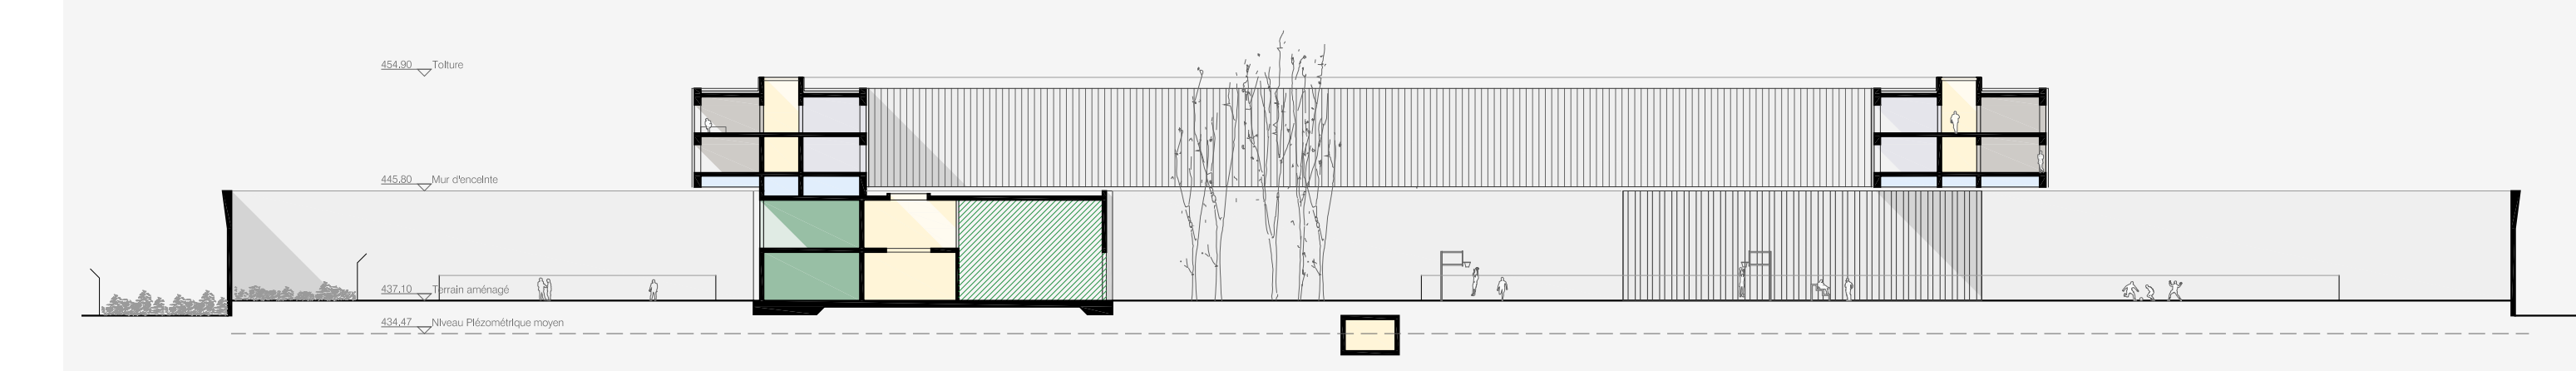 454,90 Toiture
445,80 Mur d'enceinte
437,10 Terrain aménagé
434,47 Niveau Piézométrique moyen